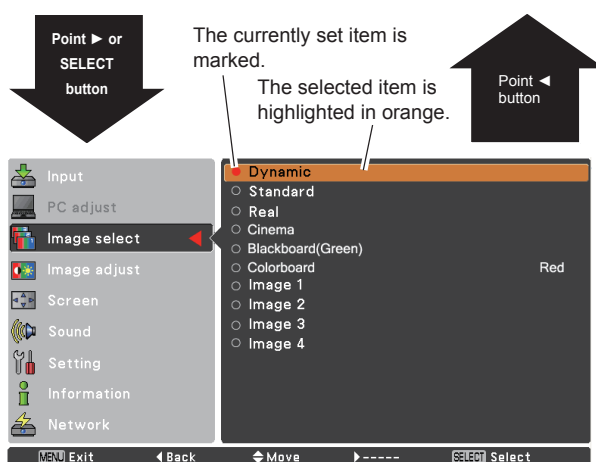 Point ► or
SELECT
button
The currently set item is
marked.
The selected item is
highlighted in orange.
Point ◄
button
Input
PC adjust
Image select
Image adjust
Screen
Sound
Setting
Information
Network
Dynamic
Standard
Real
Cinema
Blackboard(Green)
Colorboard Red
Image 1
Image 2
Image 3
Image 4
MENU Exit ◄Back Move ►----- SELECT Select